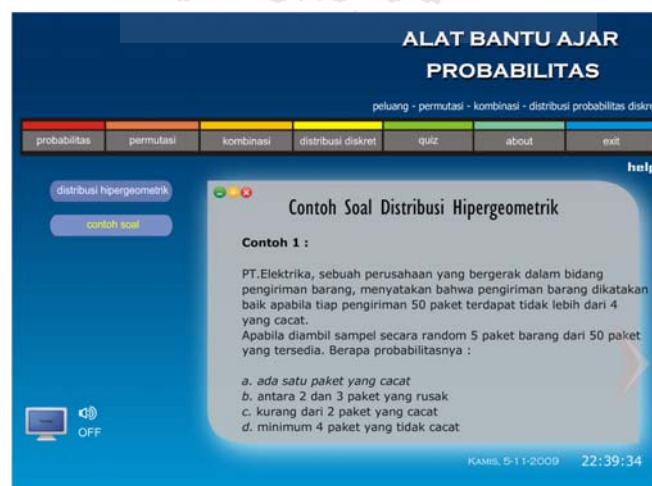 ALAT BANTU AJAR
PROBABILITAS
peluang - permutasi - kombinasi - distribusi probabilitas diskre
probabilitas permutasi kombinasi distribusi diskret quiz about exit
help
distribusi hipergeometrik
contoh soal
Contoh Soal Distribusi Hipergeometrik
Contoh 1 :
PT.Elektrika, sebuah perusahaan yang bergerak dalam bidang
pengiriman barang, menyatakan bahwa pengiriman barang dikatakan
baik apabila tiap pengiriman 50 paket terdapat tidak lebih dari 4
yang cacat.
Apabila diambil sampel secara random 5 paket barang dari 50 paket
yang tersedia. Berapa probabilitasnya :
a. ada satu paket yang cacat
b. antara 2 dan 3 paket yang rusak
c. kurang dari 2 paket yang cacat
d. minimum 4 paket yang tidak cacat
OFF
KAMIS, 5-11-2009 22:39:34